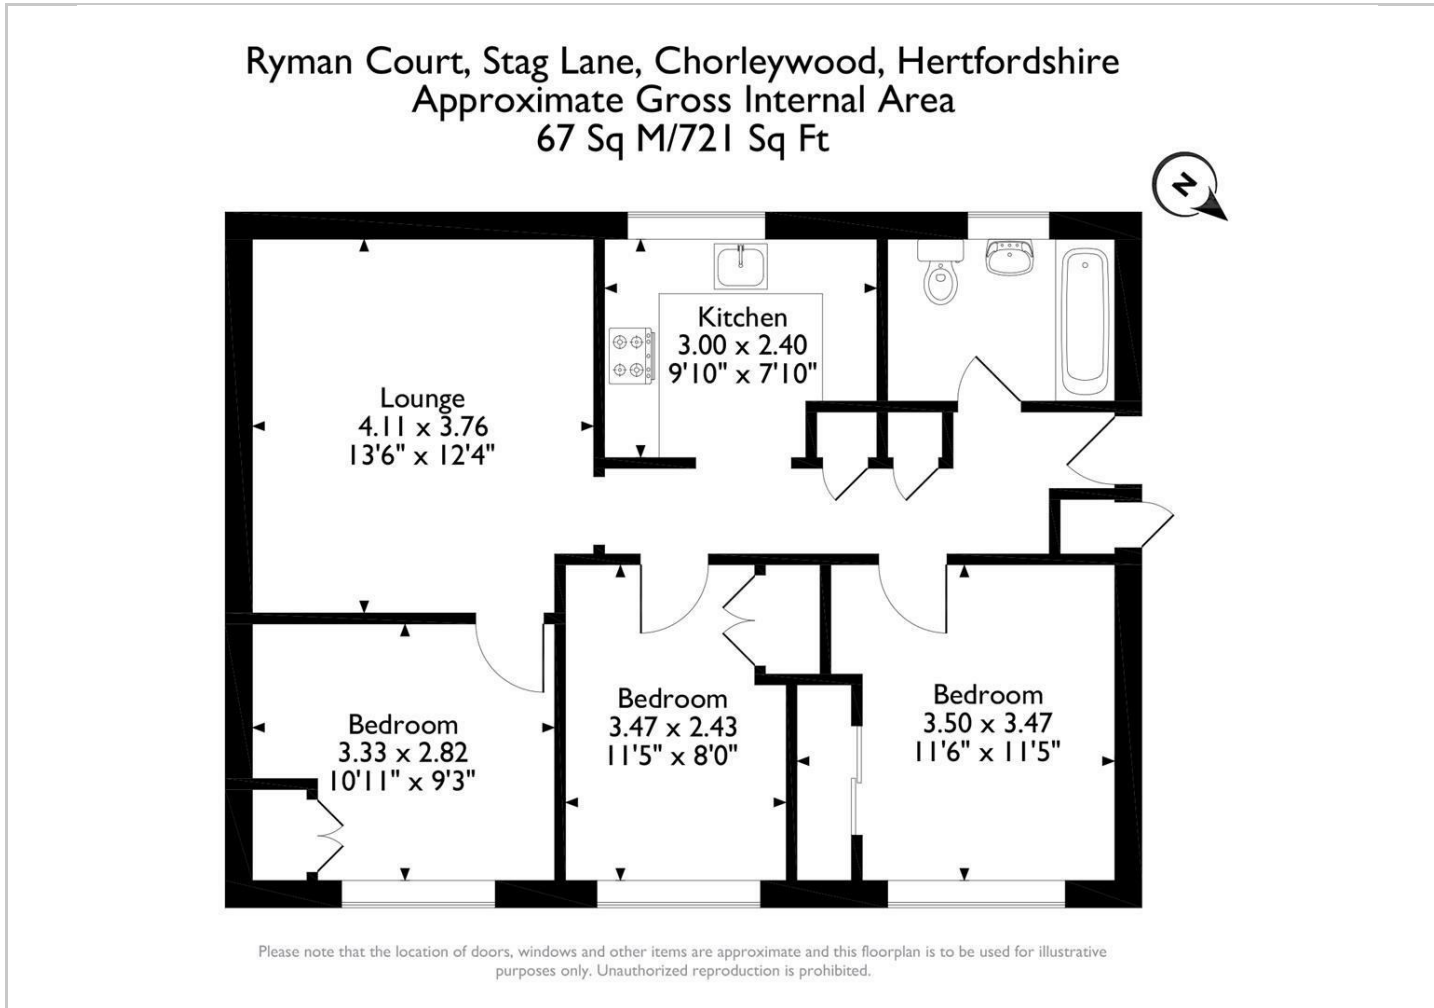 Ryman Court, Stag Lane, Chorleywood, Hertfordshire
Approximate Gross Internal Area
67 Sq M/721 Sq Ft
N
Kitchen
3.00 x 2.40
9'10" x 7'10"
Lounge
4.11 x 3.76
13'6" x 12'4"
Bedroom
3.33 x 2.82
10'11" x 9'3"
Bedroom
3.47 x 2.43
11'5" x 8'0"
Bedroom
3.50 x 3.47
11'6" x 11'5"
Please note that the location of doors, windows and other items are approximate and this floorplan is to be used for illustrative
purposes only. Unauthorized reproduction is prohibited.